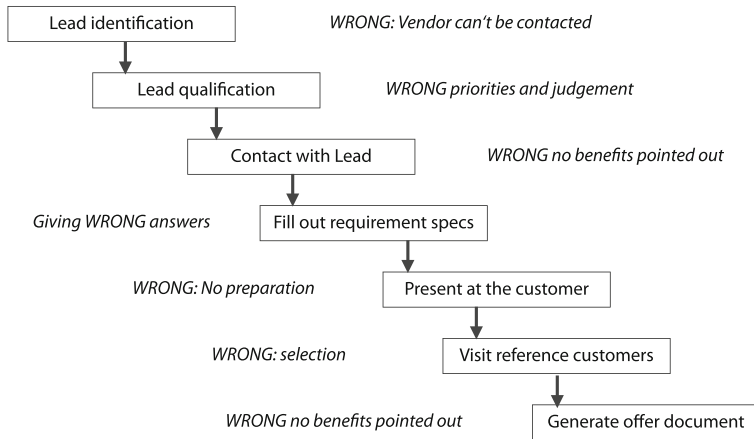 Lead identification
WRONG: Vendor can't be contacted
Lead qualification
WRONG priorities and judgement
Contact with Lead
WRONG no benefits pointed out
Giving WRONG answers
Fill out requirement specs
WRONG: No preparation
Present at the customer
WRONG: selection
Visit reference customers
WRONG no benefits pointed out
Generate offer document